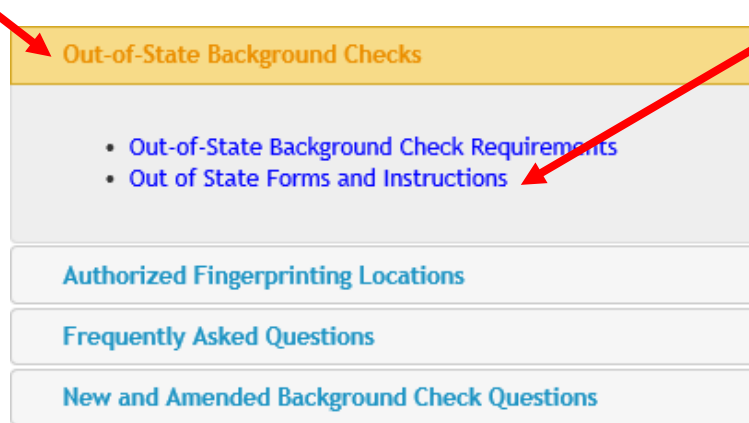 Out-of-State Background Checks
• Out-of-State Background Check Requirements
• Out of State Forms and Instructions
Authorized Fingerprinting Locations
Frequently Asked Questions
New and Amended Background Check Questions